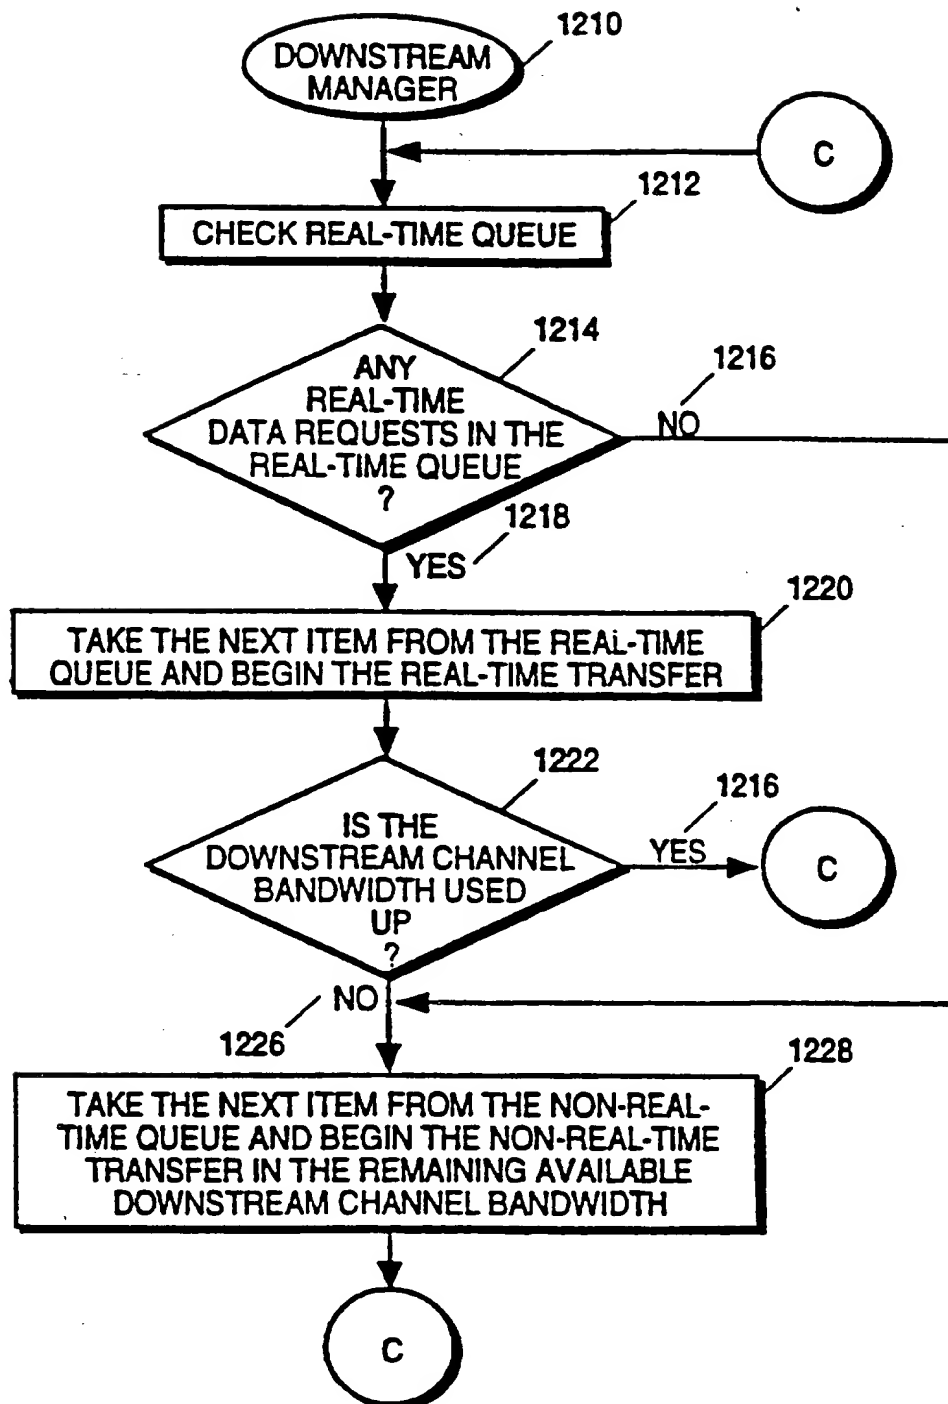 1210
DOWNSTREAM
MANAGER
C
1212
CHECK REAL-TIME QUEUE
1214
ANY
REAL-TIME
DATA REQUESTS IN THE
REAL-TIME QUEUE
?
1216
NO
1218
YES
1220
TAKE THE NEXT ITEM FROM THE REAL-TIME
QUEUE AND BEGIN THE REAL-TIME TRANSFER
1222
IS THE
DOWNSTREAM CHANNEL
BANDWIDTH USED
UP
?
1216
YES
C
NO
1226
1228
TAKE THE NEXT ITEM FROM THE NON-REAL-
TIME QUEUE AND BEGIN THE NON-REAL-TIME
TRANSFER IN THE REMAINING AVAILABLE
DOWNSTREAM CHANNEL BANDWIDTH
C